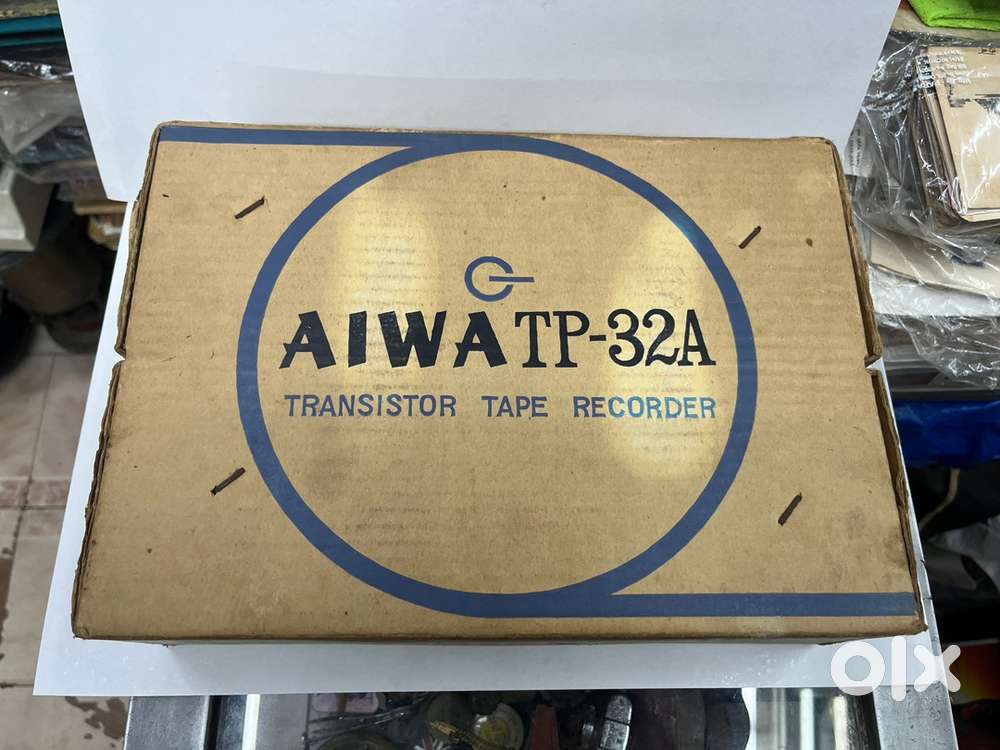 AIWA TP-32A
TRANSISTOR TAPE RECORDER
olx